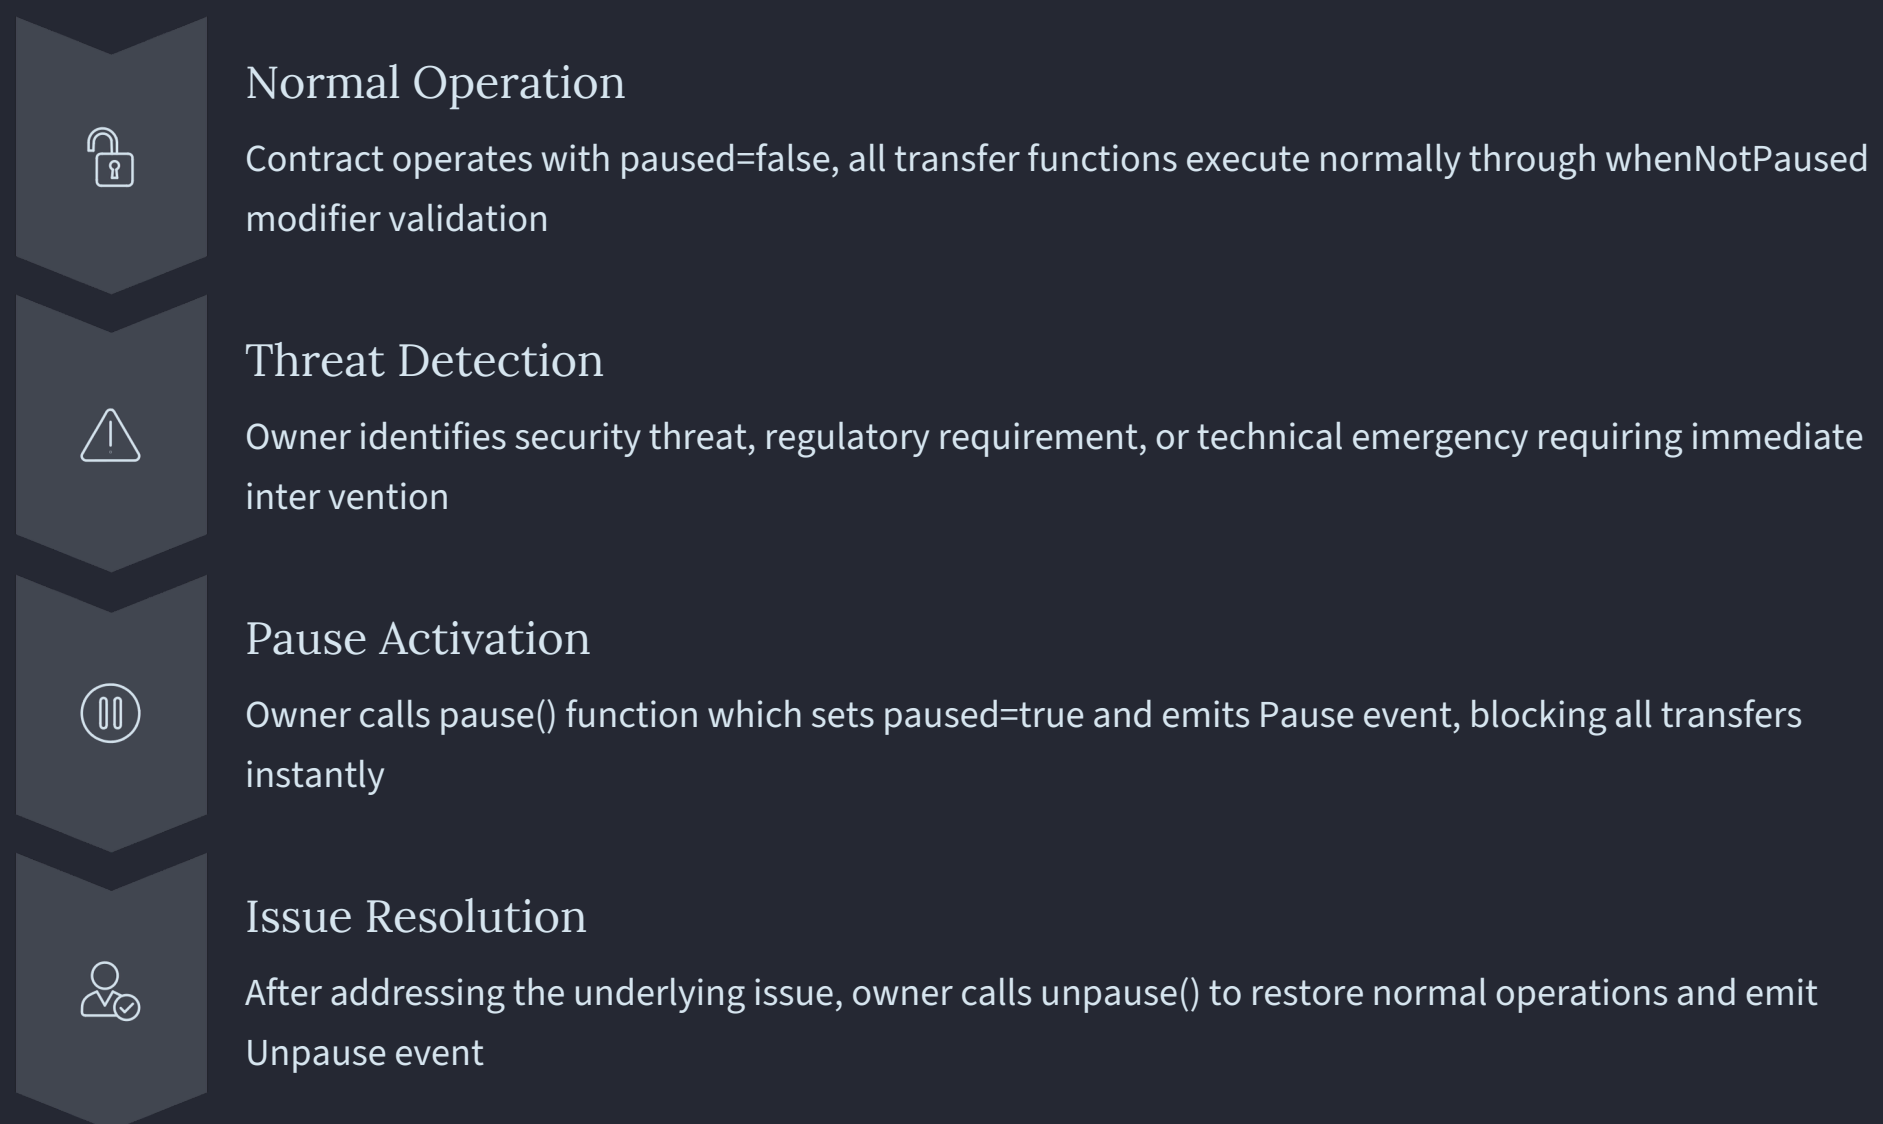 Normal Operation
Contract operates with paused=false, all transfer functions execute normally through whenNotPaused
modifier validation
Threat Detection
Owner identifies security threat, regulatory requirement, or technical emergency requiring immediate
inter vention
Pause Activation
Owner calls pause() function which sets paused=true and emits Pause event, blocking all transfers
instantly
Issue Resolution
After addressing the underlying issue, owner calls unpause() to restore normal operations and emit
Unpause event